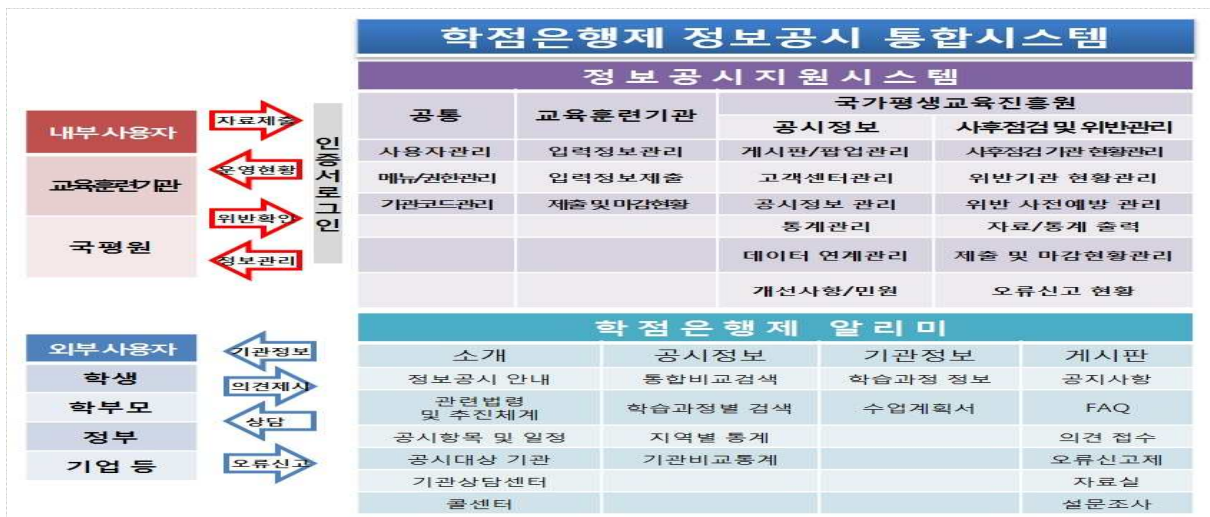 학점은행제 정보공시 통합시스템
정보공시지원시스템
내부사용자
교육훈련기관
국평원
자료제출
운영현황
위반확인
정보관리
인증서로그인
공통 교육훈련기관 국가평생교육진흥원
공시정보 사후점검 및 위반관리
사용자관리 입력정보관리 게시판/팝업관리 사후점검 기관 현황관리
메뉴/권한관리 입력정보제출 고객센터관리 위반기관 현황관리
기관코드관리 제출 및 마감현황 공시정보 관리 위반 사전예방 관리
통계관리 자료/통계 출력
데이터 연계관리 제출 및 마감현황관리
개선사항/민원 오류신고 현황
학점은행제 알리미
외부사용자
학생
학부모
정부
기업 등
기관정보
의견제시
상담
오류신고
소개 공시정보 기관정보 게시판
정보공시 안내 통합비교검색 학습과정 정보 공지사항
관련법령
및 추진체계 학습과정별 검색 수업계획서 FAQ
공시항목 및 일정 지역별 통계 의견 접수
공시대상 기관 기관비교통계 오류신고제
기관상담센터 자료실
콜센터 설문조사